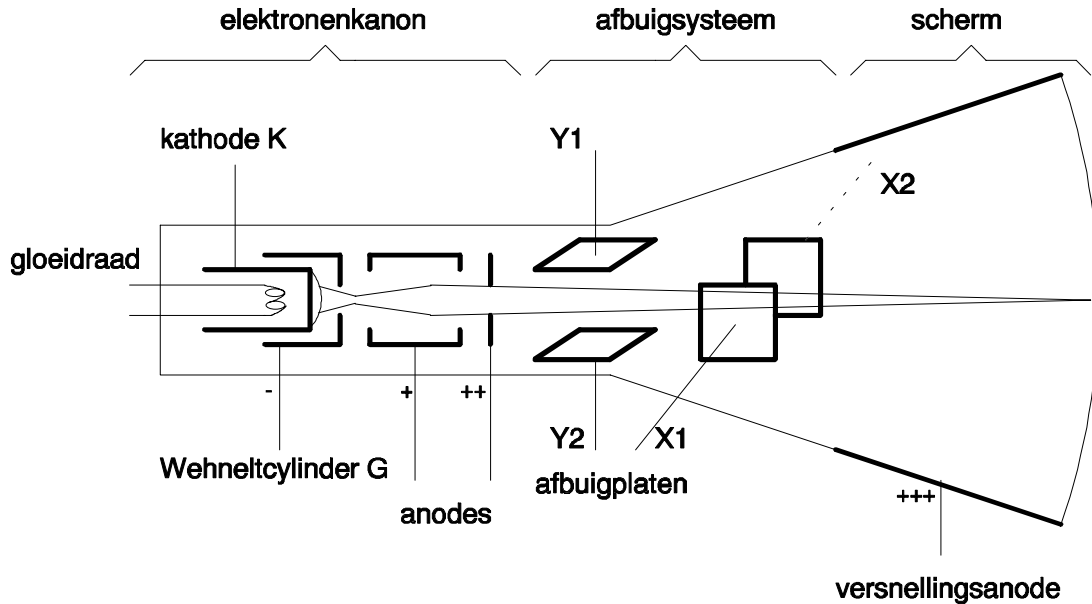 elektronenkanon afbuigsysteem scherm
kathode K
Y1
X2
gloeidraad
- + ++
Y2 X1
Wehneltcylinder G
afbuigplaten
+++
anodes
versnellingsanode